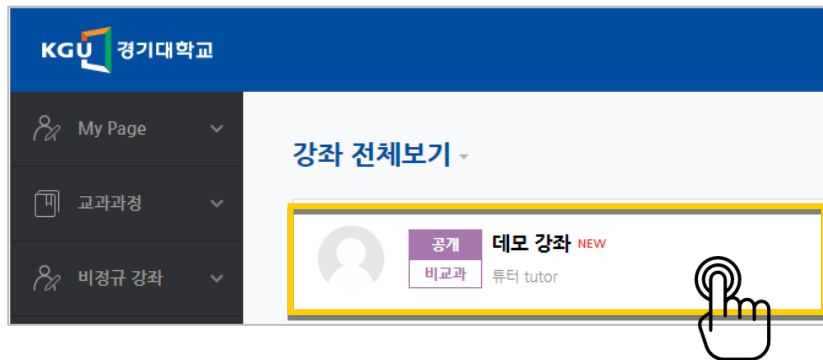 KGU 경기대학교
My Page
교과과정
비정규 강좌
강좌 전체보기
공개 데모 강좌 NEW
비교과 튜터 tutor